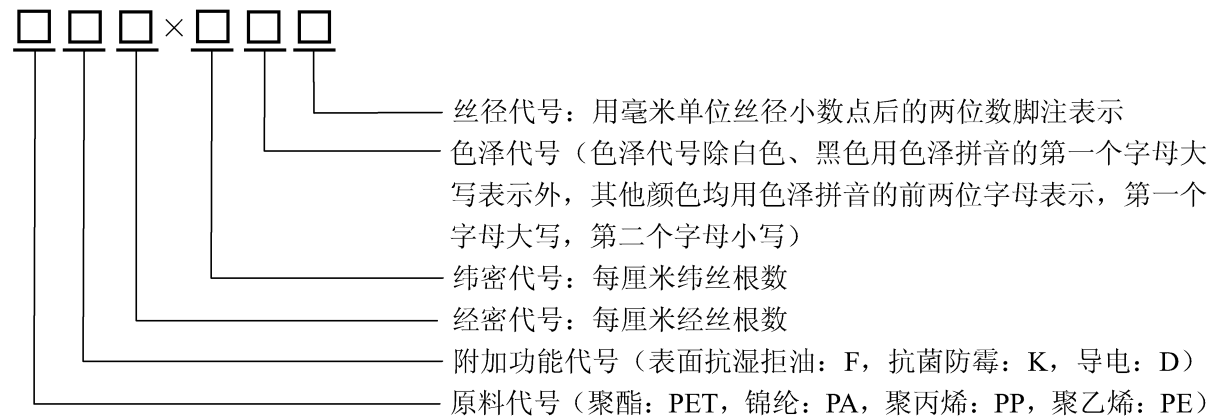 □□□×□□□
丝径代号：用毫米单位丝径小数点后的两位数脚注表示
色泽代号（色泽代号除白色、黑色用色泽拼音的第一个字母大
写表示外，其他颜色均用色泽拼音的前两位字母表示，第一个
字母大写，第二个字母小写）
纬密代号：每厘米纬丝根数
经密代号：每厘米经丝根数
附加功能代号（表面抗湿拒油：F，抗菌防霉：K，导电：D）
原料代号（聚酯：PET，锦纶：PA，聚丙烯：PP，聚乙烯：PE）